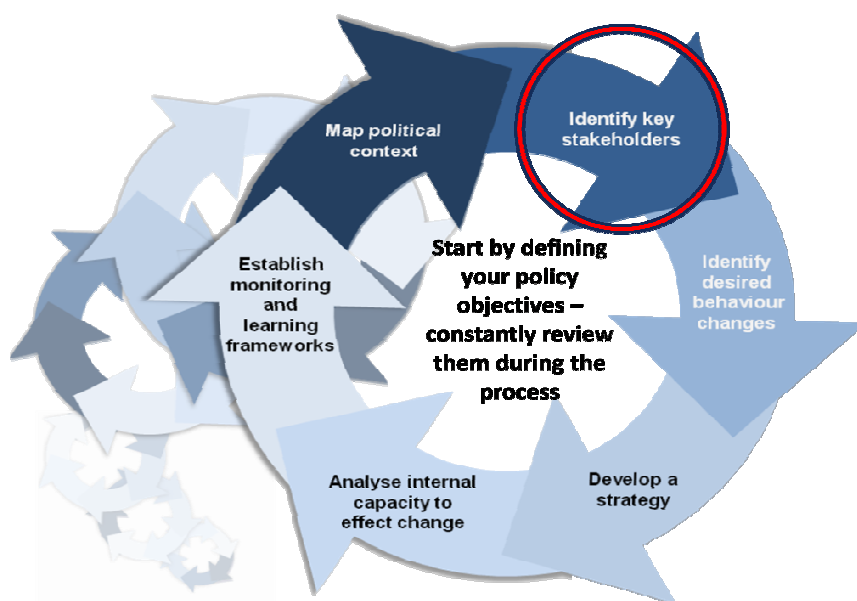 Map political
context
Identify key
stakeholders
Identify
desired
behaviour
changes
Develop a
strategy
Analyse internal
capacity to
effect change
Establish
monitoring
and
learning
frameworks
Start by defining
your policy
objectives –
constantly review
them during the
process